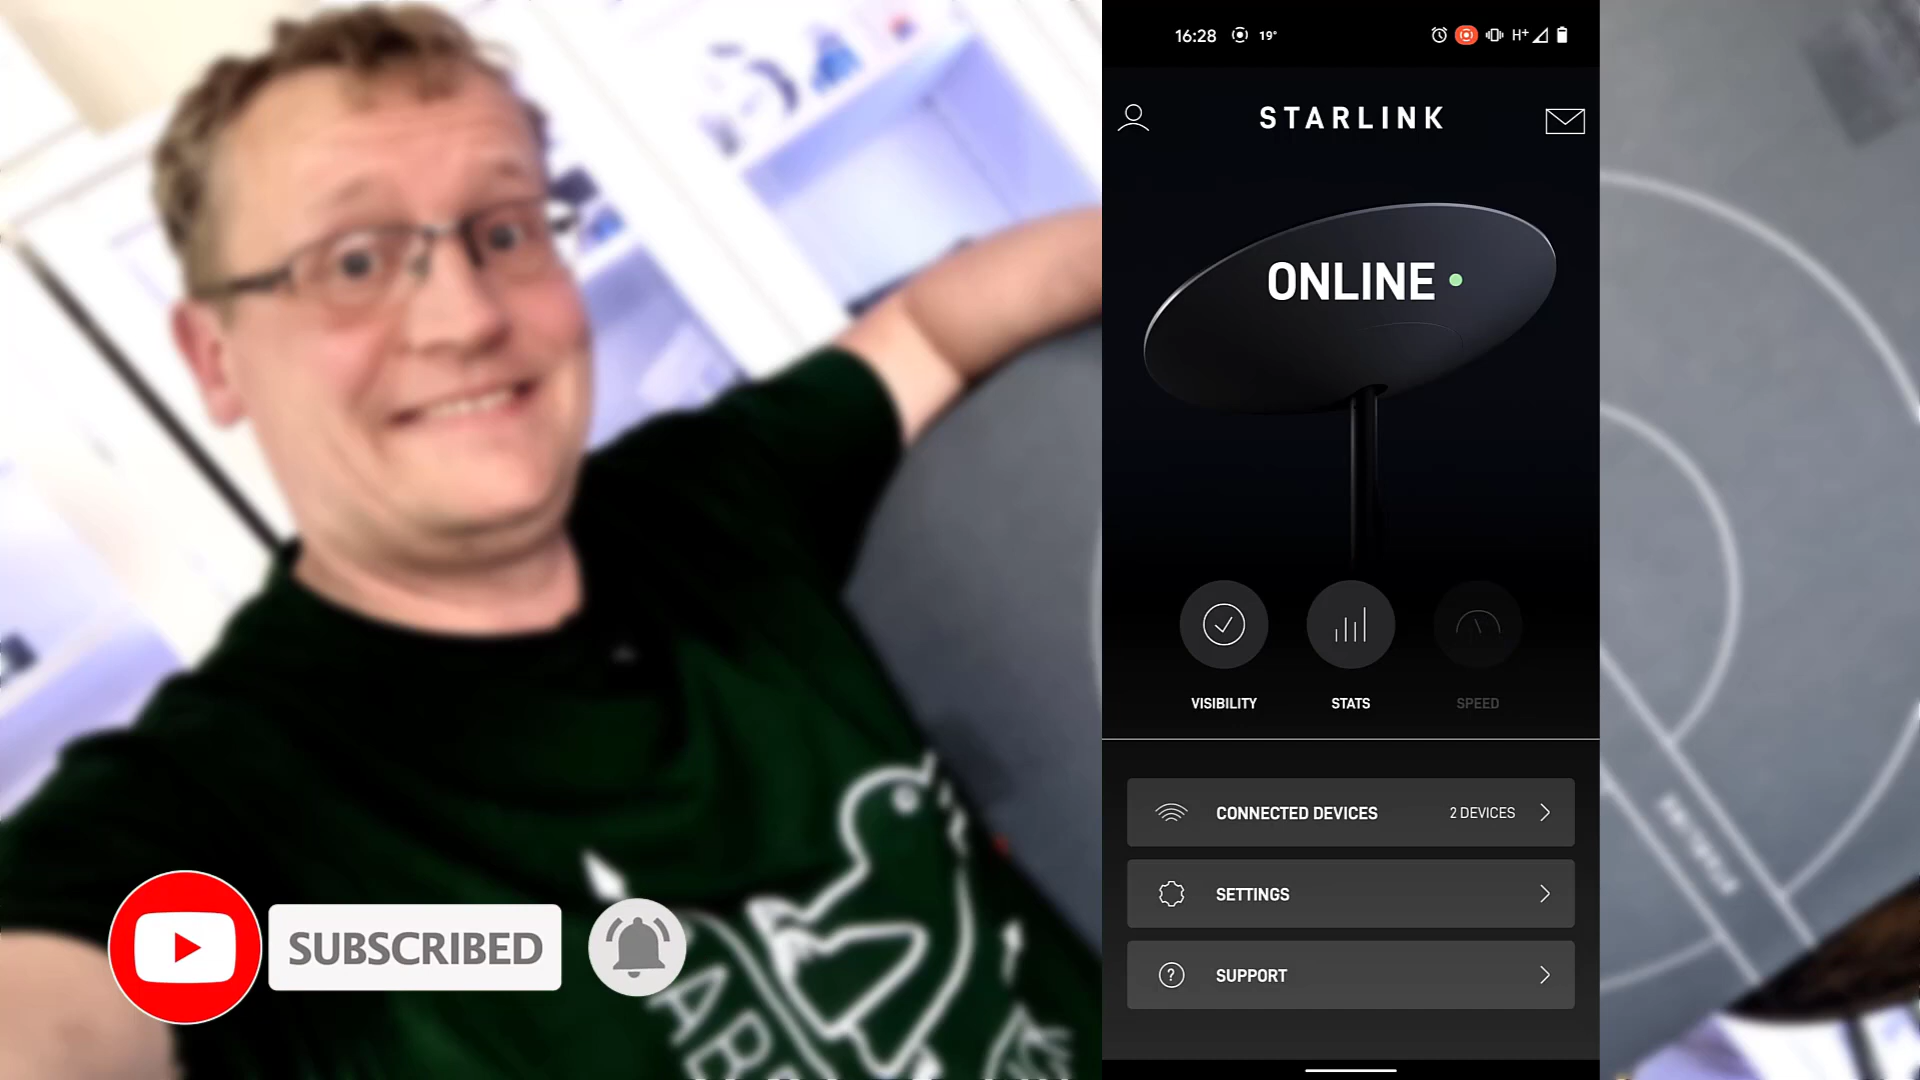 16:28 19° H+
STARLINK
ONLINE
VISIBILITY STATS SPEED
CONNECTED DEVICES 2 DEVICES
SETTINGS
SUPPORT
SUBSCRIBED